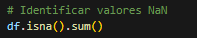 # Identificar valores NaN
df.isna().sum()